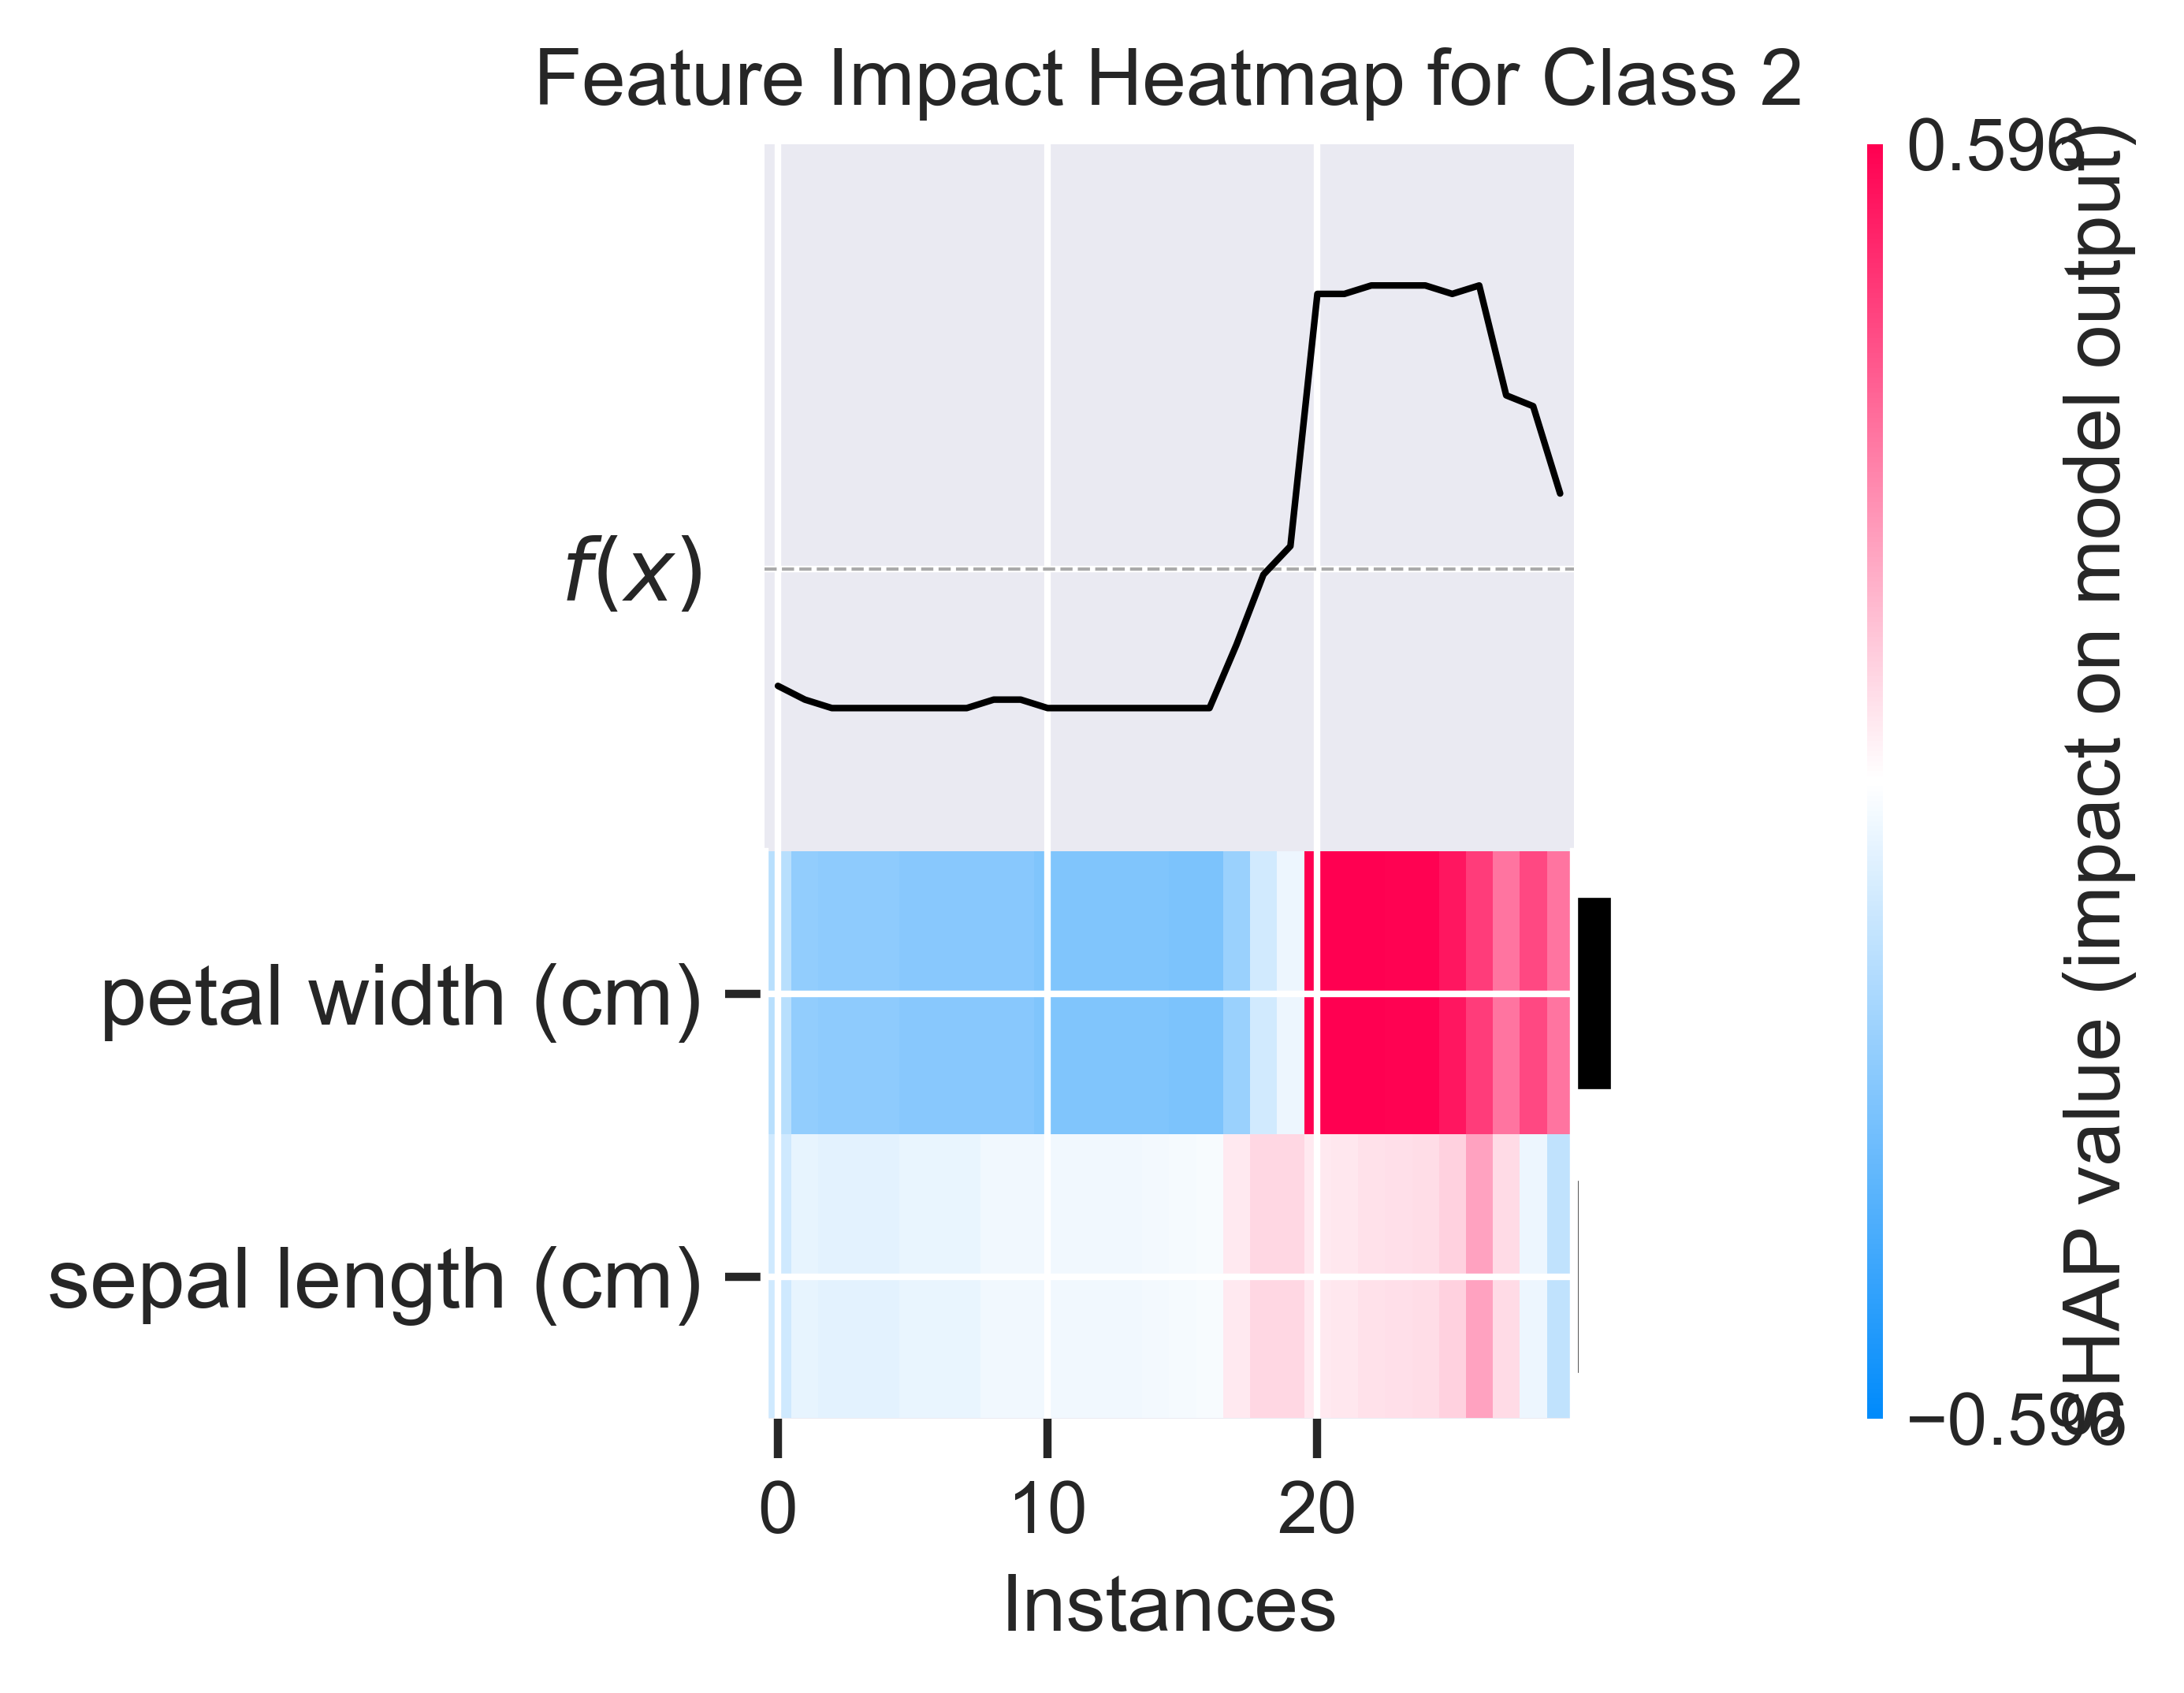 Feature Impact Heatmap for Class 2
0.596
f(x)
petal width (cm)
sepal length (cm)
0
10
20
Instances
−0.596
SHAP value (impact on model output)